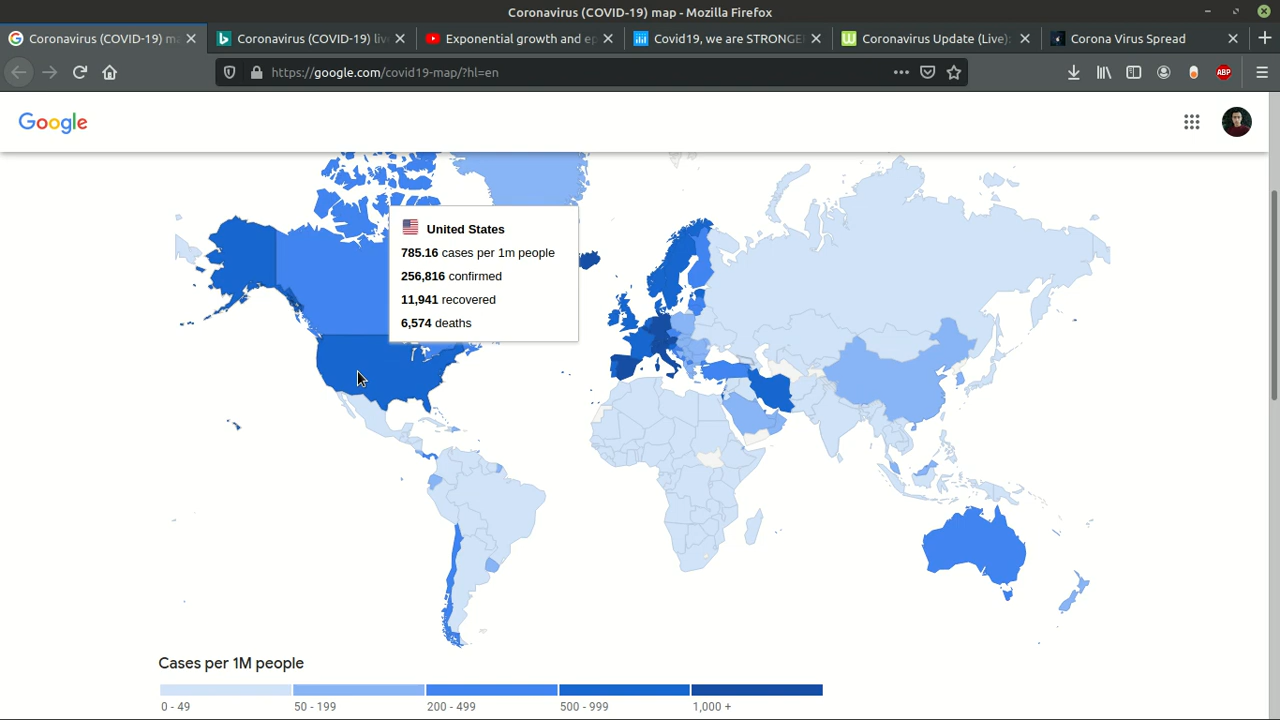 Coronavirus (COVID-19) map - Mozilla Firefox
Coronavirus (COVID-19) ma
Coronavirus (COVID-19) live
Exponential growth and ep
Covid19, we are STRONGE
Coronavirus Update (Live):
Corona Virus Spread
https://google.com/covid19-map/?hl=en
ABP
Google
United States
785.16 cases per 1m people
256,816 confirmed
11,941 recovered
6,574 deaths
Cases per 1M people
0 - 49
50 - 199
200 - 499
500 - 999
1,000 +